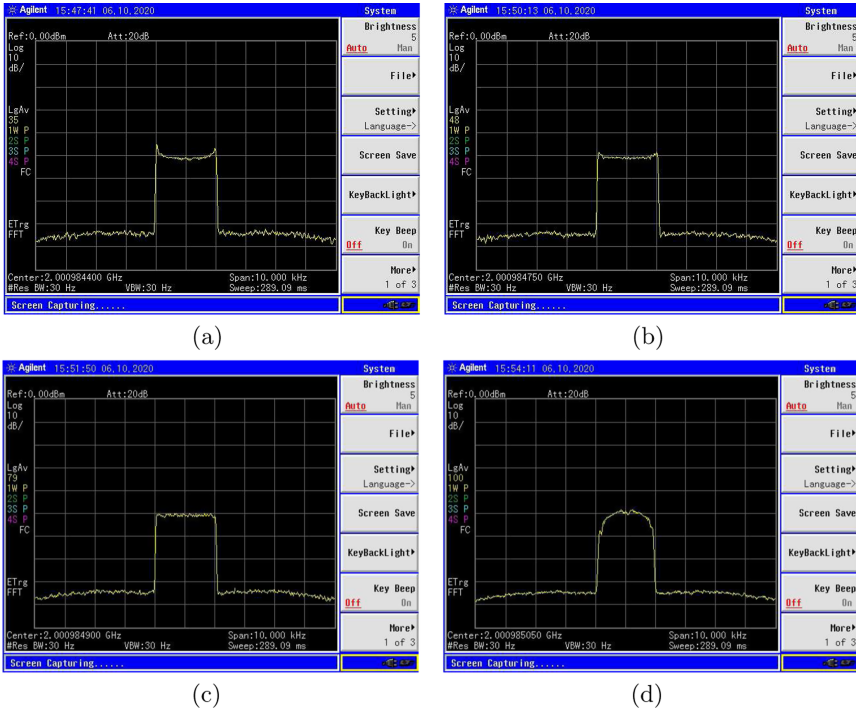 Agilent 15:47:41 06,10,2020 System
Ref:0.00dBm Att:20dB
Log
10
dB/
LgAv
35
1W P
2S P
3S P
4S P
FC
ETrg
FFT
Center:2.000984400 GHz Span:10.000 kHz
#Res BW:30 Hz VBW:30 Hz Sweep:289.09 ms
Screen Capturing......
Brightness
5
Auto Man
File
Setting
Language->
Screen Save
KeyBackLight
Key Beep
Off On
More
1 of 3
(a)
Agilent 15:50:13 06,10,2020 System
Ref:0.00dBm Att:20dB
Log
10
dB/
LgAv
48
1W P
2S P
3S P
4S P
FC
ETrg
FFT
Center:2.000984750 GHz Span:10.000 kHz
#Res BW:30 Hz VBW:30 Hz Sweep:289.09 ms
Screen Capturing......
Brightness
5
Auto Man
File
Setting
Language->
Screen Save
KeyBackLight
Key Beep
Off On
More
1 of 3
(b)
Agilent 15:51:50 06,10,2020 System
Ref:0.00dBm Att:20dB
Log
10
dB/
LgAv
79
1W P
2S P
3S P
4S P
FC
ETrg
FFT
Center:2.000984900 GHz Span:10.000 kHz
#Res BW:30 Hz VBW:30 Hz Sweep:289.09 ms
Screen Capturing......
Brightness
5
Auto Man
File
Setting
Language->
Screen Save
KeyBackLight
Key Beep
Off On
More
1 of 3
(c)
Agilent 15:54:11 06,10,2020 System
Ref:0.00dBm Att:20dB
Log
10
dB/
LgAv
100
1W P
2S P
3S P
4S P
FC
ETrg
FFT
Center:2.000985050 GHz Span:10.000 kHz
#Res BW:30 Hz VBW:30 Hz Sweep:289.09 ms
Screen Capturing......
Brightness
5
Auto Man
File
Setting
Language->
Screen Save
KeyBackLight
Key Beep
Off On
More
1 of 3
(d)